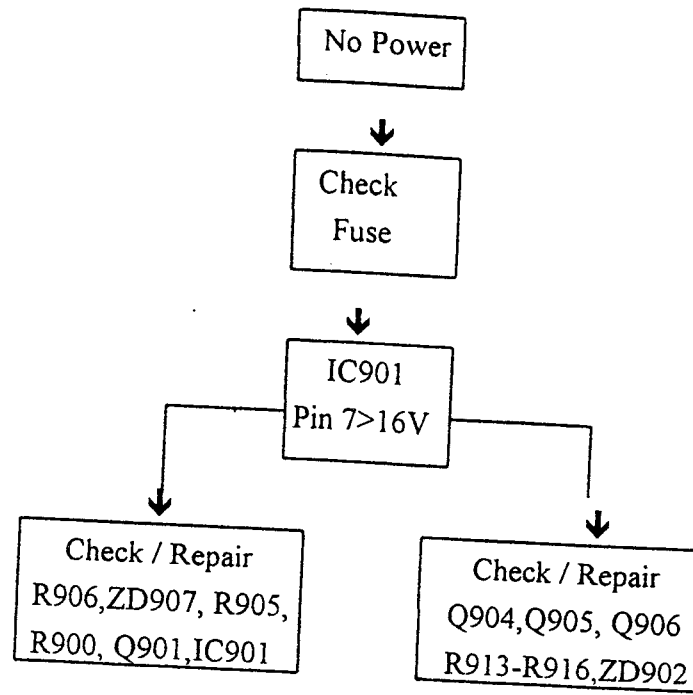 No Power
Check
Fuse
IC901
Pin 7>16V
Check / Repair
R906,ZD907, R905,
R900, Q901,IC901
Check / Repair
Q904,Q905, Q906
R913-R916,ZD902